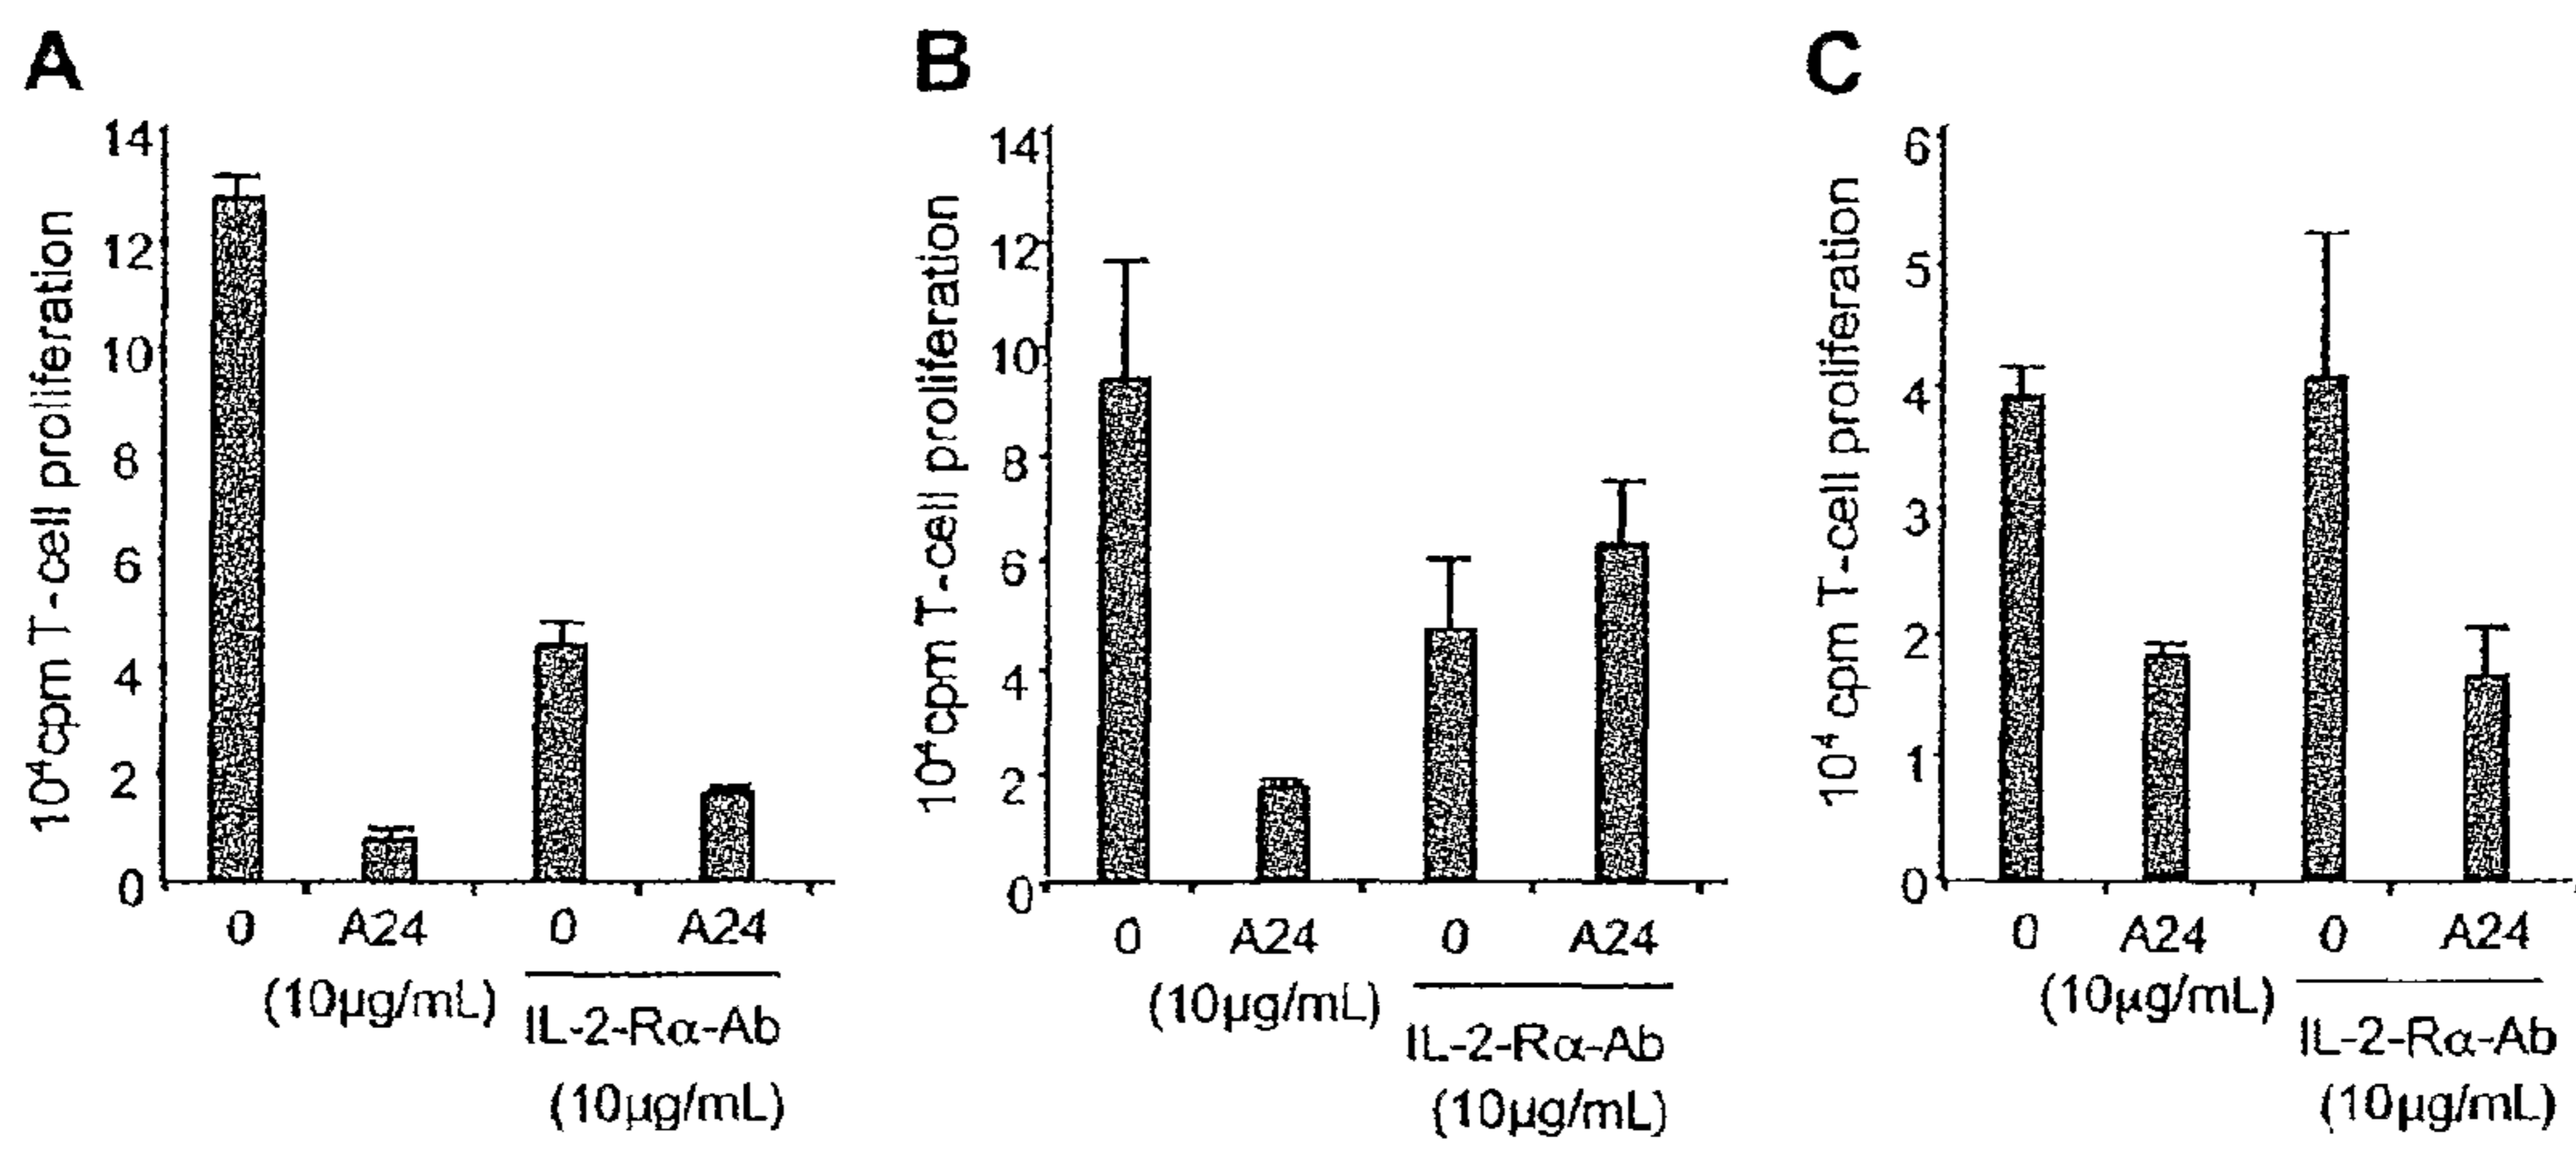 A
10⁴cpm T-cell proliferation
14
12
10
8
6
4
2
0
0 A24 0 A24
(10µg/mL)
IL-2-Rα-Ab
(10µg/mL)
B
10⁴cpm T-cell proliferation
14
12
10
8
6
4
2
0
0 A24 0 A24
(10µg/mL)
IL-2-Rα-Ab
(10µg/mL)
C
10⁴ cpm T-cell proliferation
6
5
4
3
2
1
0
0 A24 0 A24
(10µg/mL)
IL-2-Rα-Ab
(10µg/mL)